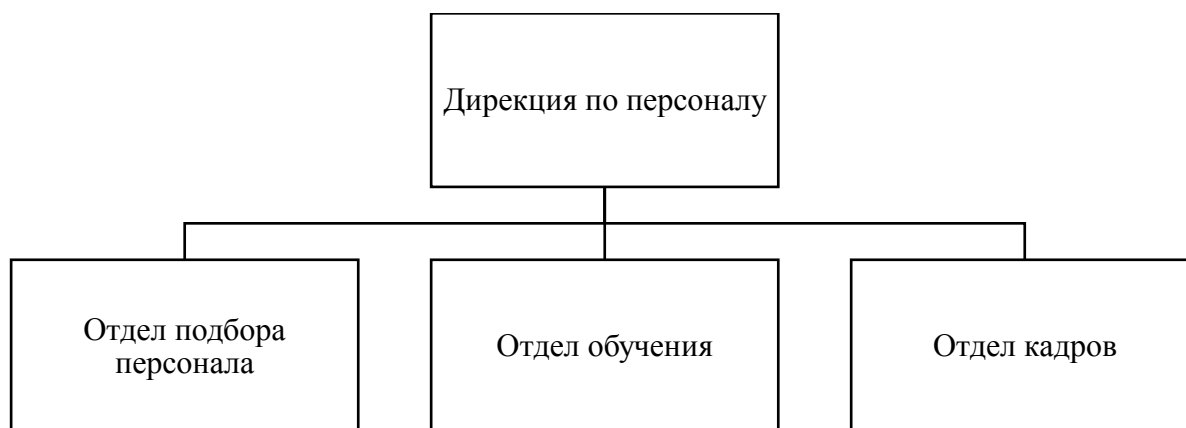 Дирекция по персоналу
Отдел подбора
персонала
Отдел обучения
Отдел кадров